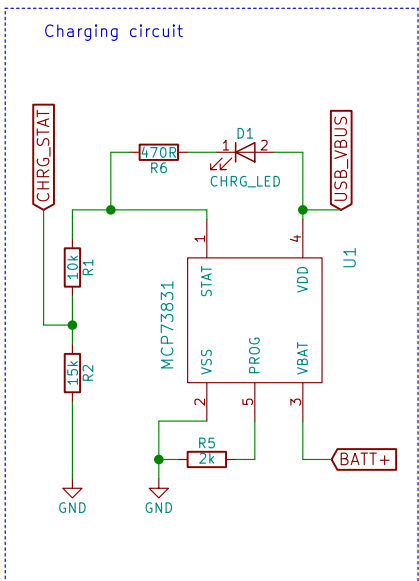 Charging circuit
CHRG_STAT
USB_VBUS
D1
1
2
470R
R6
CHRG_LED
1
4
U1
10k
R1
STAT
VDD
MCP73831
15k
R2
VSS
PROG
VBAT
2
5
3
R5
2k
BATT+
GND
GND